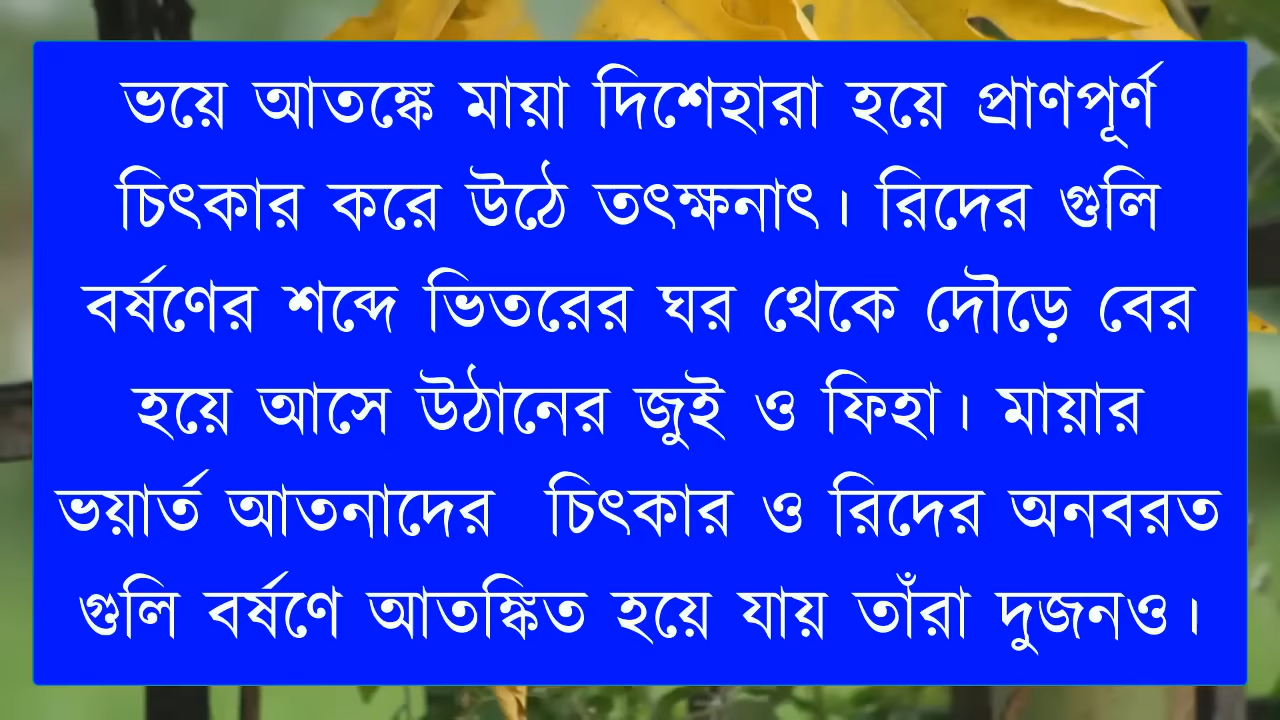 ভয়ে আতঙ্কে মায়া দিশেহারা হয়ে প্রাণপূর্ণ
চিৎকার করে উঠে তৎক্ষনাৎ। রিদের গুলি
বর্ষণের শব্দে ভিতরের ঘর থেকে দৌড়ে বের
হয়ে আসে উঠানের জুই ও ফিহা। মায়ার
ভয়ার্ত আতনাদের চিৎকার ও রিদের অনবরত
গুলি বর্ষণে আতঙ্কিত হয়ে যায় তাঁরা দুজনও।